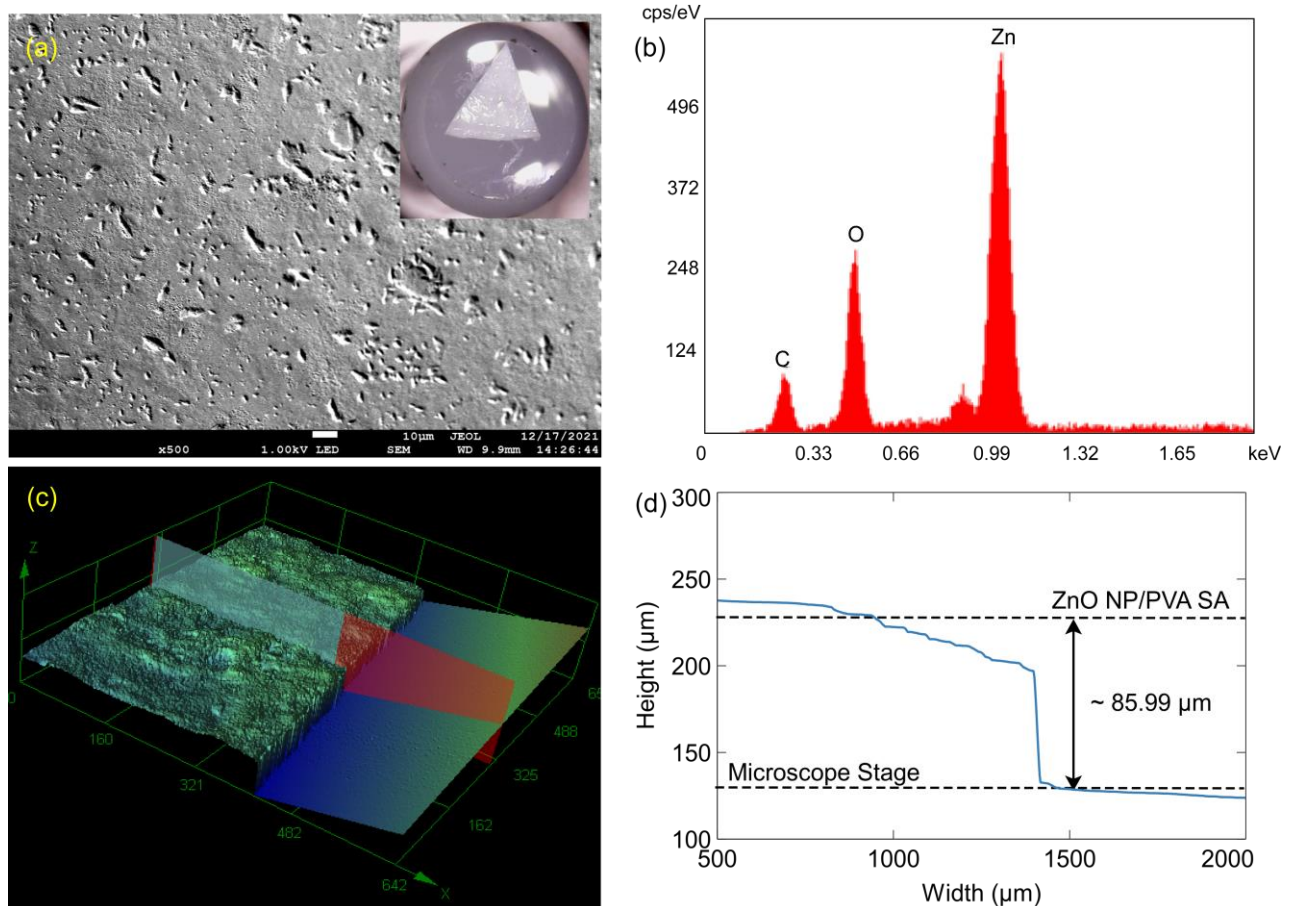 (a)
x500 1.00kV LED SEM 10µm JEOL WD 9.9mm 12/17/2021 14:26:44
(b)
cps/eV
496
372
248
124
0
C
O
Zn
0.33 0.66 0.99 1.32 1.65 keV
(c)
Z
0
160
321
482
642
X
162
325
488
65
(d)
300
250
200
150
100
Height (µm)
ZnO NP/PVA SA
~ 85.99 µm
Microscope Stage
500 1000 1500 2000
Width (µm)